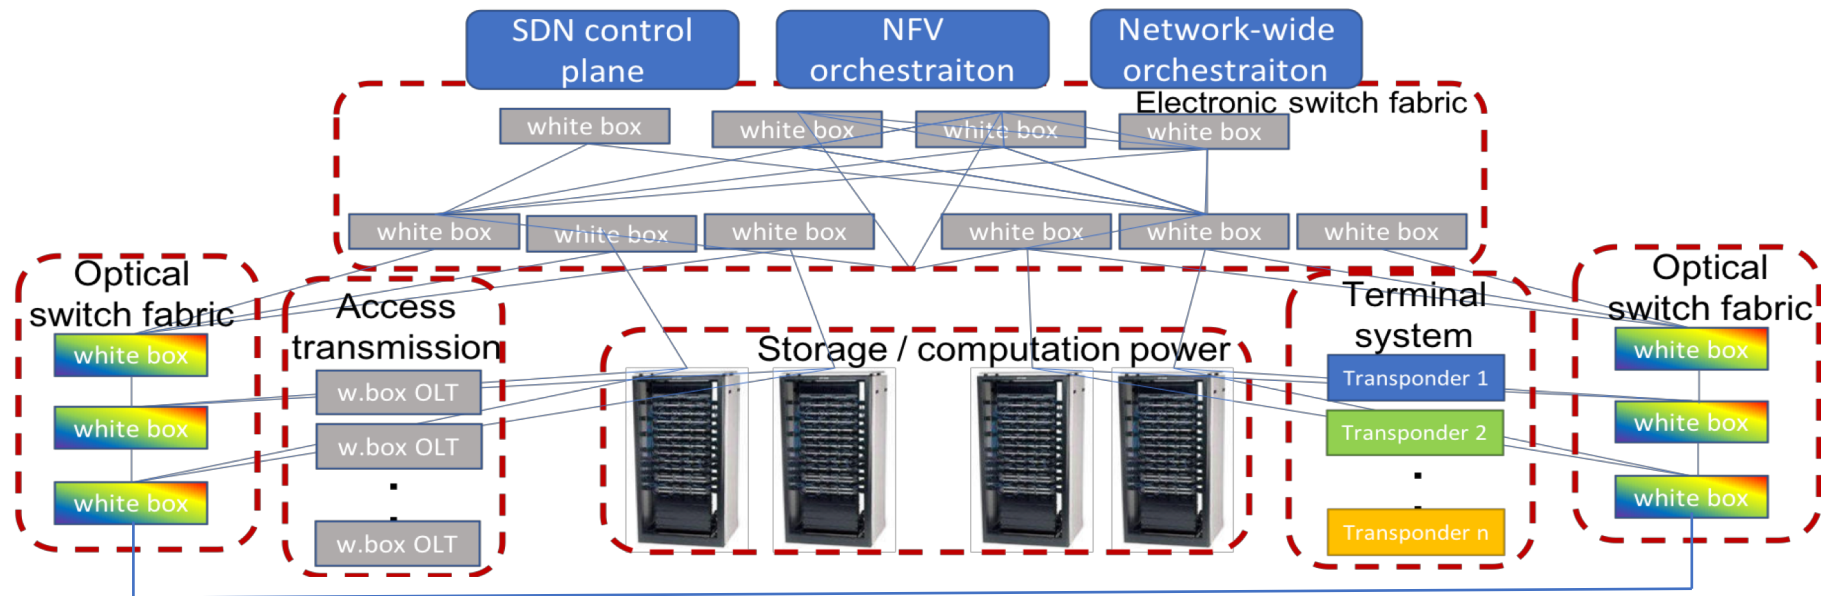 SDN control
plane
NFV
orchestraiton
Network-wide
orchestraiton
Electronic switch fabric
white box
white box
white box
white box
white box
white box
white box
white box
white box
white box
Optical
switch fabric
white box
white box
white box
Access
transmission
w.box OLT
w.box OLT
w.box OLT
Storage / computation power
Terminal
system
Transponder 1
Transponder 2
Transponder n
Optical
switch fabric
white box
white box
white box